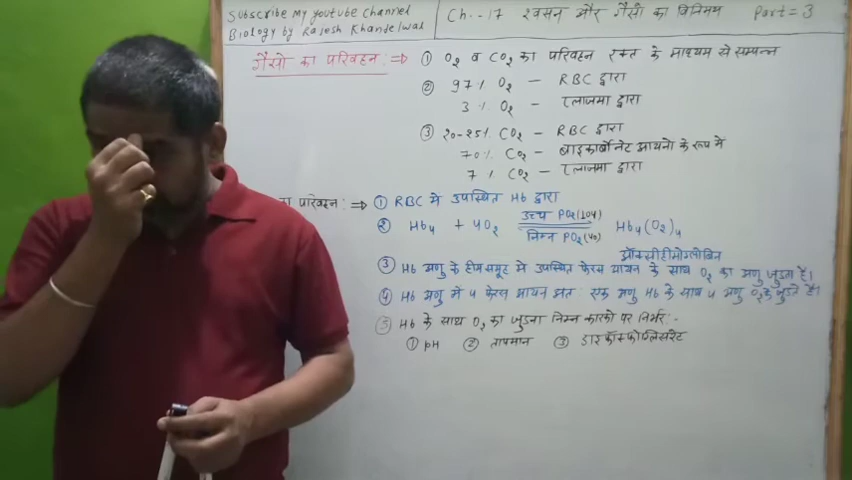 Subscribe my youtube channel
Biology by Rajesh Khandelwal
Ch.-17 श्वसन और गैसों का विनिमय Part = 3
गैसों का परिवहन :⇒ ① O₂ व CO₂ का परिवहन रक्त के माध्यम से सम्पन्न
② 97% O₂ – RBC द्वारा
3% O₂ – प्लाज्मा द्वारा
③ 20-25% CO₂ – RBC द्वारा
70% CO₂ – बाइकार्बोनेट आयनों के रूप में
7% CO₂ – प्लाज्मा द्वारा
परिवहन :⇒ ① RBC में उपस्थित Hb द्वारा
② Hb₄ + 4O₂ उच्च PO₂(104) Hb₄(O₂)₄
निम्न PO₂(40)
ऑक्सीहीमोग्लोबिन
③ Hb अणु के हीम समूह में उपस्थित फेरस आयन के साथ O₂ का अणु जुड़ता है।
④ Hb अणु में 4 फेरस आयन अतः एक अणु Hb के साथ 4 अणु O₂ के जुड़ते हैं।
⑤ Hb के साथ O₂ का जुड़ना निम्न कारकों पर निर्भर :-
① pH ② तापमान ③ डाइफॉस्फोग्लिसरेट